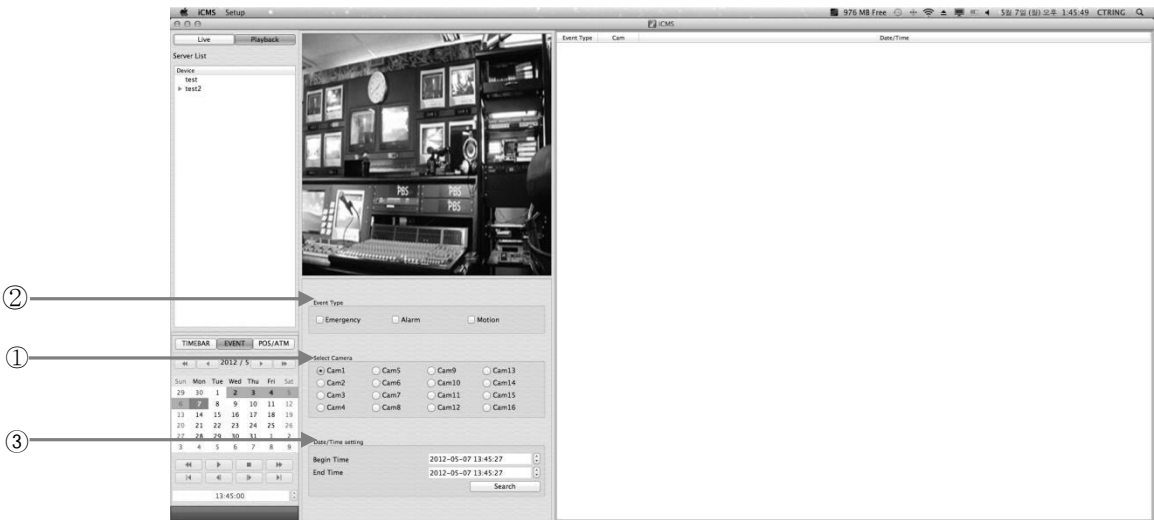 iCMS Setup
976 MB Free 5월 7일 (월) 오후 1:45:49 CTRING
iCMS
Live Playback
Server List
Device
test
test2
PBS
PBS
PBS
Event Type Cam Date/Time
②
Event Type
Emergency Alarm Motion
①
Select Camera
Cam1 Cam5 Cam9 Cam13
Cam2 Cam6 Cam10 Cam14
Cam3 Cam7 Cam11 Cam15
Cam4 Cam8 Cam12 Cam16
③
Date/Time setting
Begin Time 2012-05-07 13:45:27
End Time 2012-05-07 13:45:27
Search
TIMEBAR EVENT POS/ATM
2012 / 5
Sun Mon Tue Wed Thu Fri Sat
29 30 1 2 3 4 5
6 7 8 9 10 11 12
13 14 15 16 17 18 19
20 21 22 23 24 25 26
27 28 29 30 31 1 2
3 4 5 6 7 8 9
13:45:00